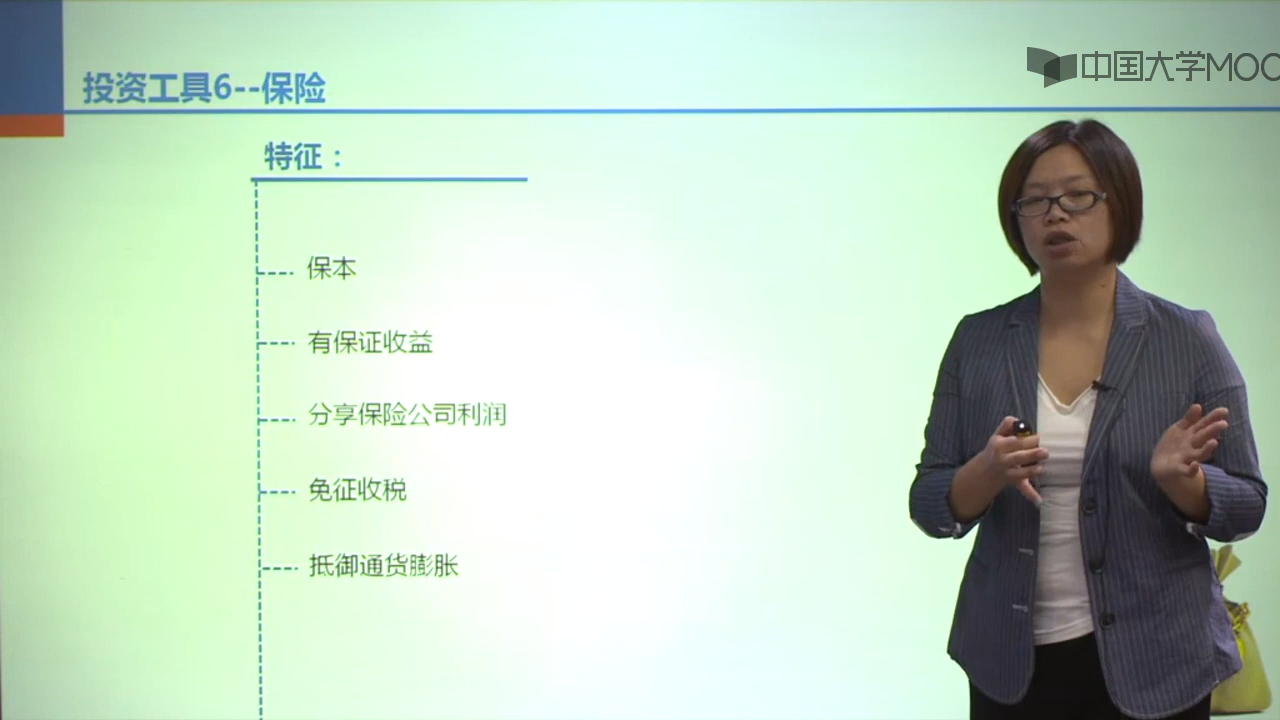 中国大学MOO
投资工具6--保险
特征：
保本
有保证收益
分享保险公司利润
免征收税
抵御通货膨胀